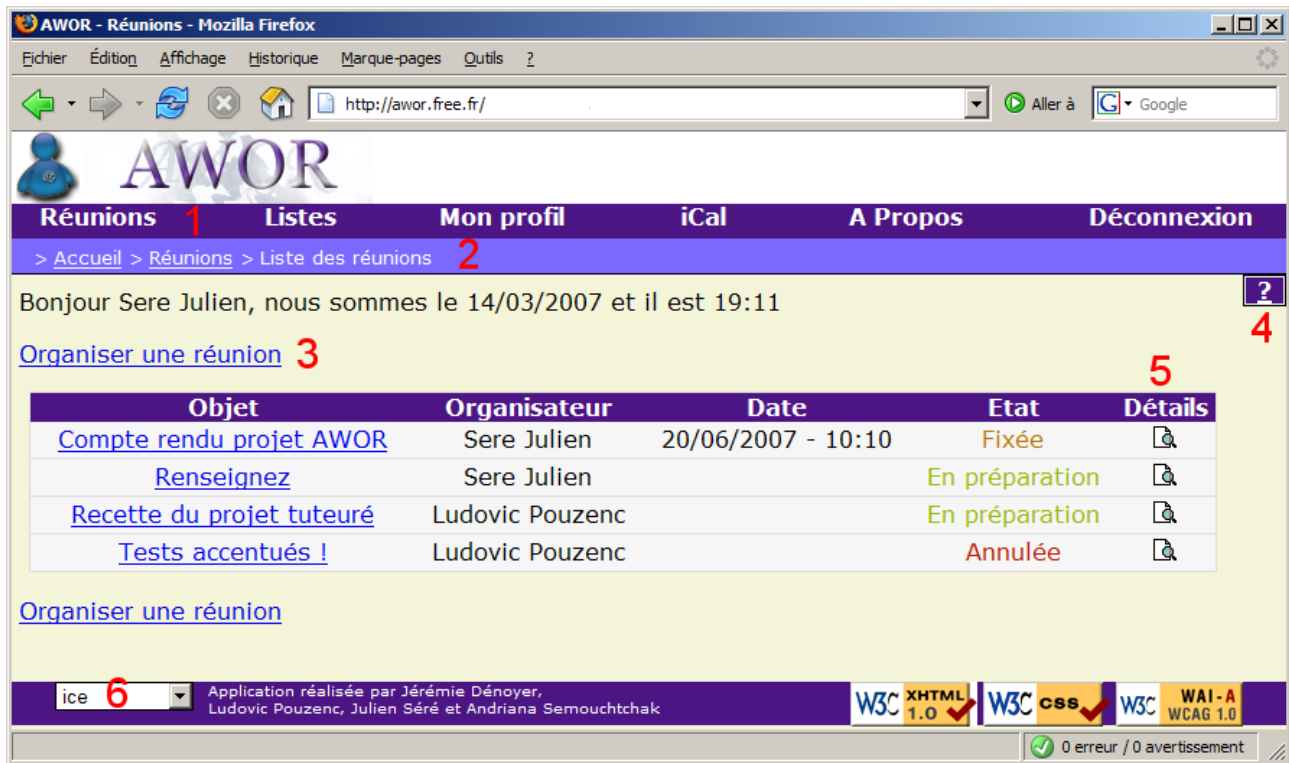 AWOR - Réunions - Mozilla Firefox
Fichier Édition Affichage Historique Marque-pages Outils ?
http://awor.free.fr/ Aller à G Google
@ AWOR
Réunions 1 Listes Mon profil iCal A Propos Déconnexion
> Accueil > Réunions > Liste des réunions 2
Bonjour Sere Julien, nous sommes le 14/03/2007 et il est 19:11 ?
4
Organiser une réunion 3
5
Objet Organisateur Date Etat Détails
Compte rendu projet AWOR Sere Julien 20/06/2007 - 10:10 Fixée
Renseignez Sere Julien En préparation
Recette du projet tuteuré Ludovic Pouzenc En préparation
Tests accentués ! Ludovic Pouzenc Annulée
Organiser une réunion
ice 6 Application réalisée par Jérémie Dénoyer,
Ludovic Pouzenc, Julien Séré et Andriana Semouchtchak
W3C XHTML 1.0 W3C css W3C WAI-A WCAG 1.0
0 erreur / 0 avertissement